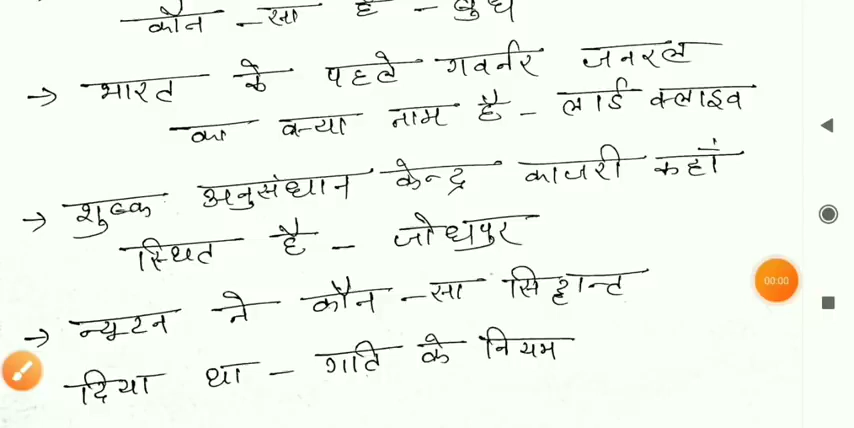 कौन -सा है - बुध
→ भारत के पहले गवर्नर जनरल
का क्या नाम है - लार्ड क्लाइव
→ शुष्क अनुसंधान केन्द्र काजरी कहाँ
स्थित है - जोधपुर
→ न्यूटन ने कौन -सा सिद्धान्त
दिया था - गति के नियम
00:00